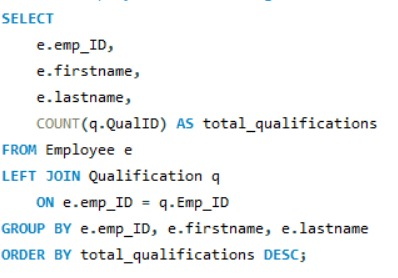 SELECT
e.emp_ID,
e.firstname,
e.lastname,
COUNT(q.QualID) AS total_qualifications
FROM Employee e
LEFT JOIN Qualification q
ON e.emp_ID = q.Emp_ID
GROUP BY e.emp_ID, e.firstname, e.lastname
ORDER BY total_qualifications DESC;